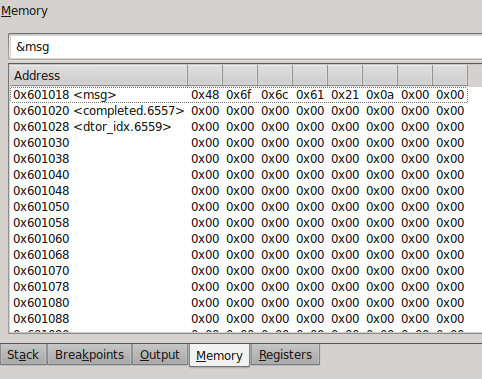 Memory
&msg
Address
0x601018 <msg> 0x48 0x6f 0x6c 0x61 0x21 0x0a 0x00 0x00
0x601020 <completed.6557> 0x00 0x00 0x00 0x00 0x00 0x00 0x00 0x00
0x601028 <dtor_idx.6559> 0x00 0x00 0x00 0x00 0x00 0x00 0x00 0x00
0x601030 0x00 0x00 0x00 0x00 0x00 0x00 0x00 0x00
0x601038 0x00 0x00 0x00 0x00 0x00 0x00 0x00 0x00
0x601040 0x00 0x00 0x00 0x00 0x00 0x00 0x00 0x00
0x601048 0x00 0x00 0x00 0x00 0x00 0x00 0x00 0x00
0x601050 0x00 0x00 0x00 0x00 0x00 0x00 0x00 0x00
0x601058 0x00 0x00 0x00 0x00 0x00 0x00 0x00 0x00
0x601060 0x00 0x00 0x00 0x00 0x00 0x00 0x00 0x00
0x601068 0x00 0x00 0x00 0x00 0x00 0x00 0x00 0x00
0x601070 0x00 0x00 0x00 0x00 0x00 0x00 0x00 0x00
0x601078 0x00 0x00 0x00 0x00 0x00 0x00 0x00 0x00
0x601080 0x00 0x00 0x00 0x00 0x00 0x00 0x00 0x00
0x601088 0x00 0x00 0x00 0x00 0x00 0x00 0x00 0x00
Stack Breakpoints Output Memory Registers